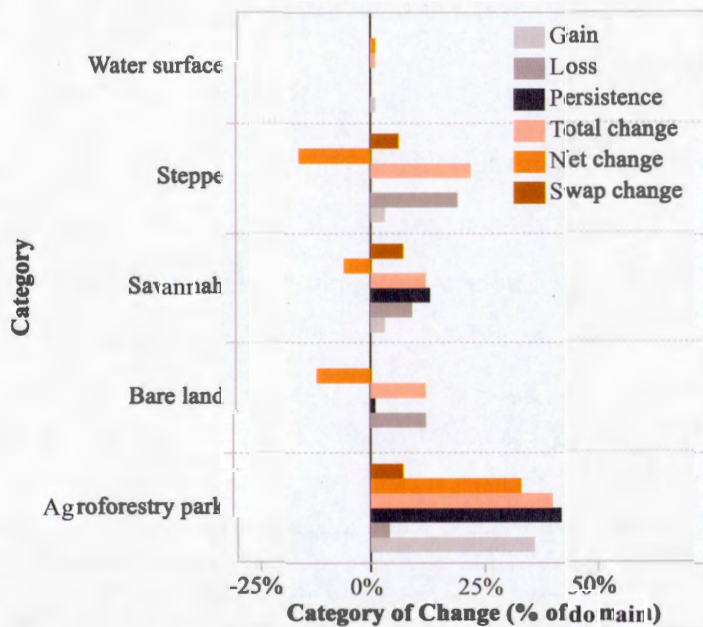 Gain
Loss
Persistence
Total change
Net change
Swap change
Water surface
Steppe
Savannah
Bare land
Agroforestry park
Category
-25% 0% 25% 50%
Category of Change (% of domain)